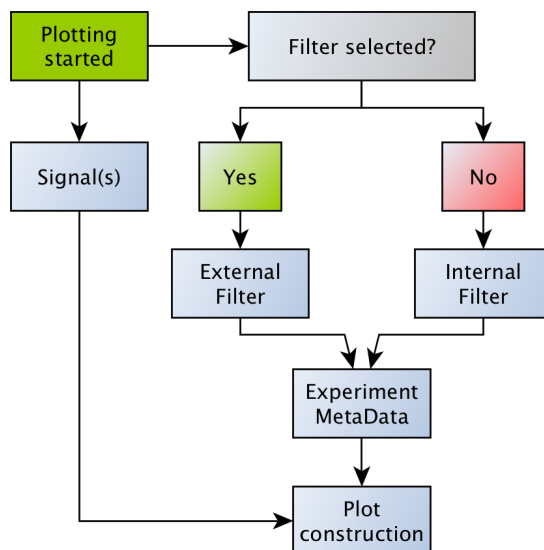 Plotting
started
Filter selected?
Signal(s)
Yes
No
External
Filter
Internal
Filter
Experiment
MetaData
Plot
construction